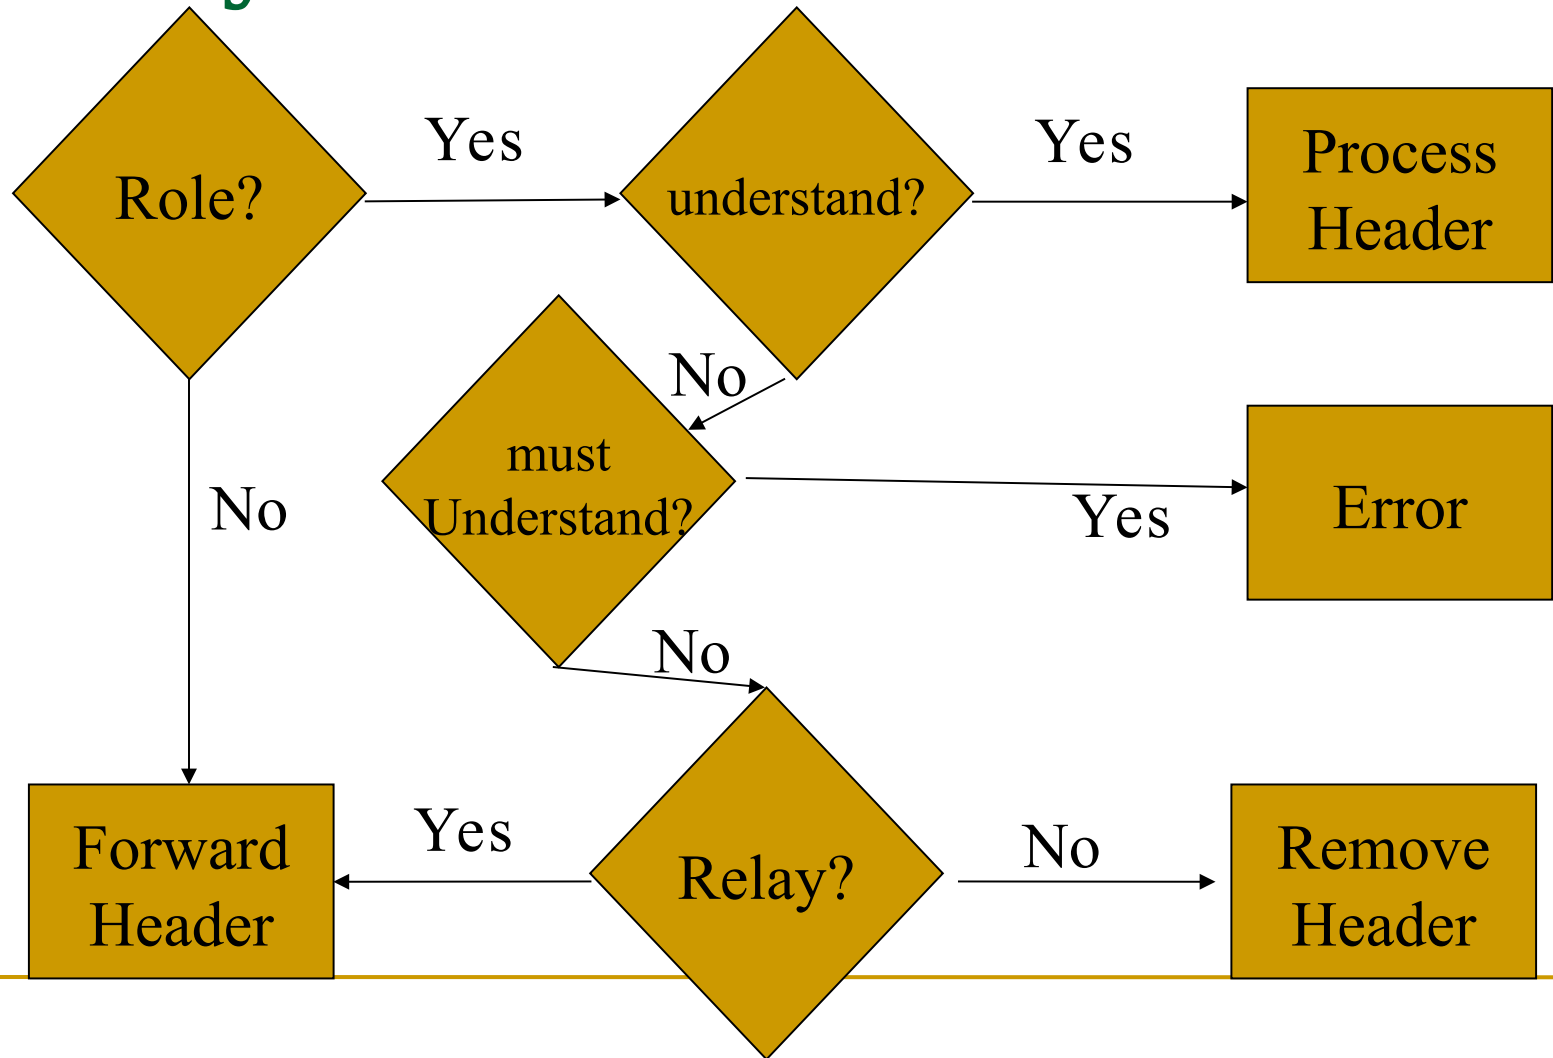 Role?
Yes
understand?
Yes
Process
Header
No
must
Understand?
Yes
Error
No
No
Forward
Header
Yes
Relay?
No
Remove
Header